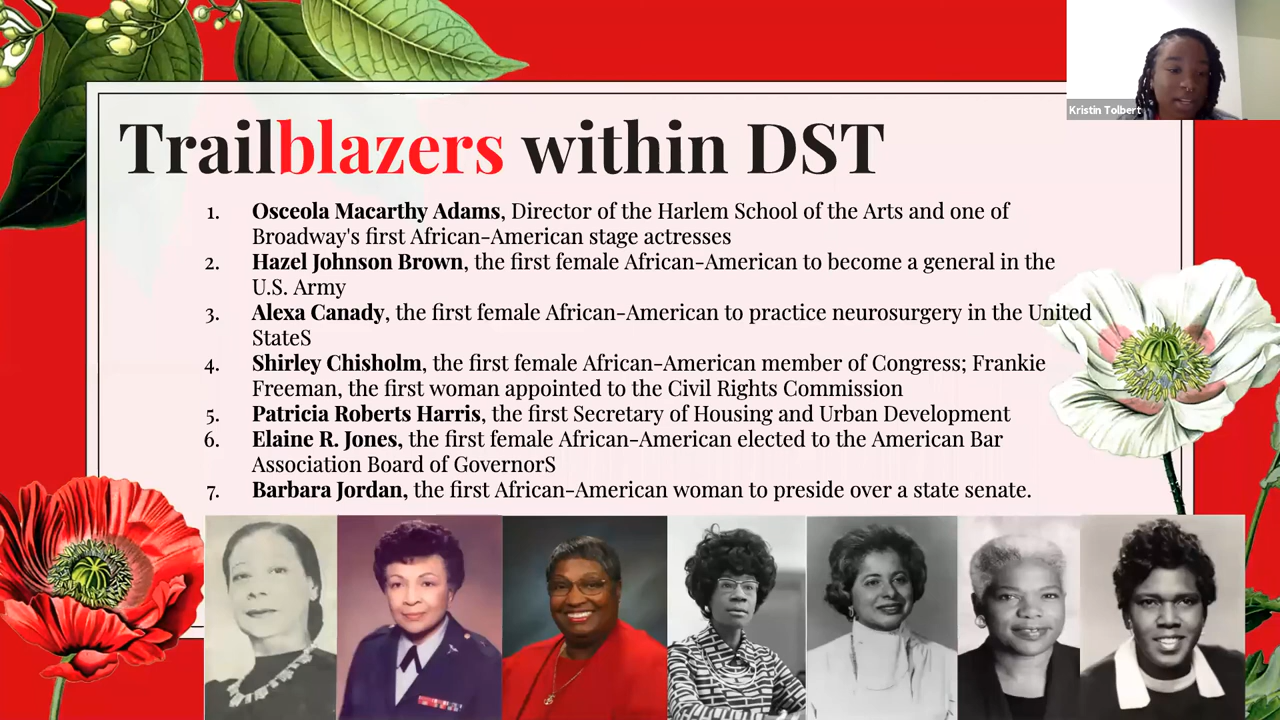 Kristin Tolbert
Trailblazers within DST
1. Osceola Macarthy Adams, Director of the Harlem School of the Arts and one of
Broadway's first African-American stage actresses
2. Hazel Johnson Brown, the first female African-American to become a general in the
U.S. Army
3. Alexa Canady, the first female African-American to practice neurosurgery in the United
StateS
4. Shirley Chisholm, the first female African-American member of Congress; Frankie
Freeman, the first woman appointed to the Civil Rights Commission
5. Patricia Roberts Harris, the first Secretary of Housing and Urban Development
6. Elaine R. Jones, the first female African-American elected to the American Bar
Association Board of GovernorS
7. Barbara Jordan, the first African-American woman to preside over a state senate.